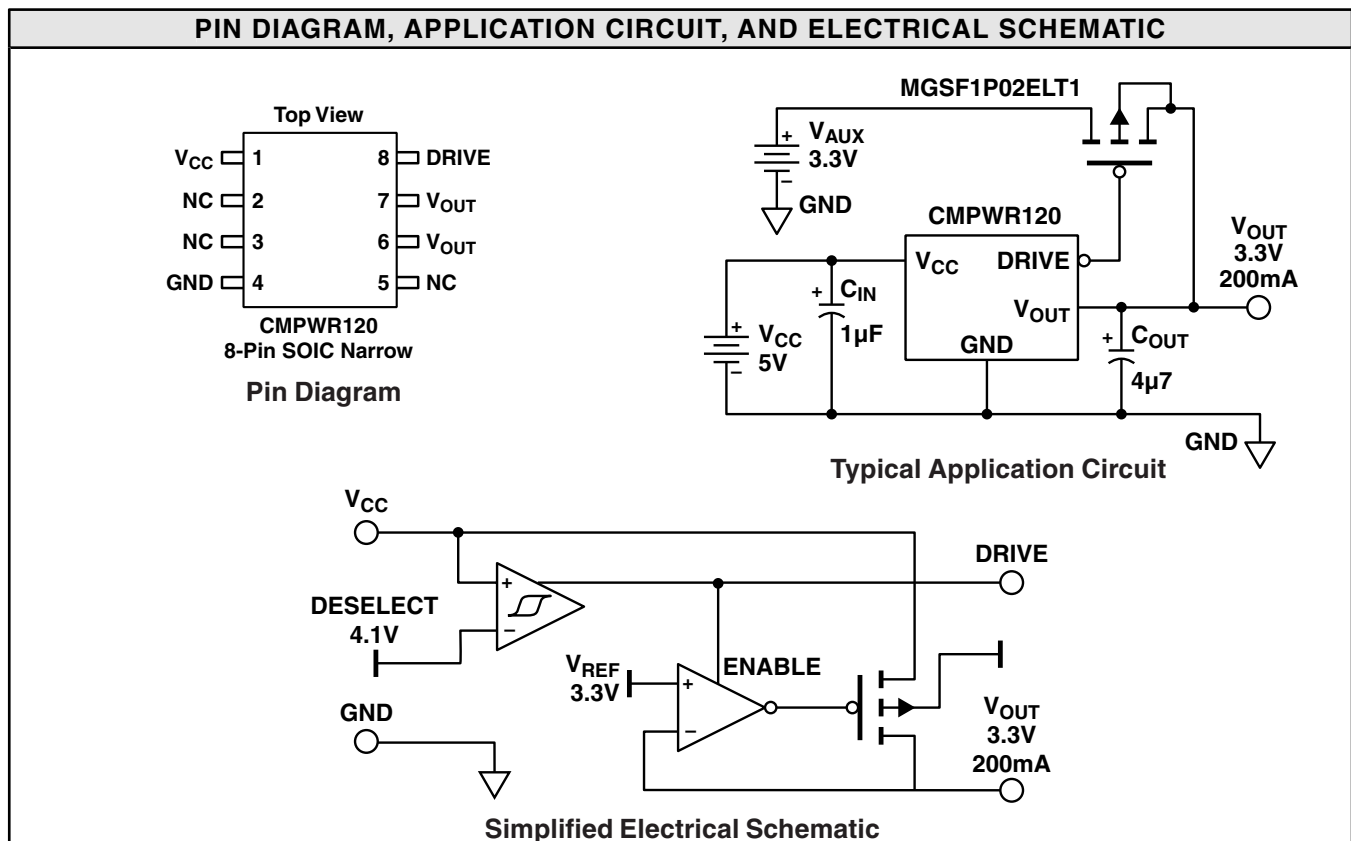 PIN DIAGRAM, APPLICATION CIRCUIT, AND ELECTRICAL SCHEMATIC
Top View
VCC 1
NC 2
NC 3
GND 4
8 DRIVE
7 VOUT
6 VOUT
5 NC
CMPWR120
8-Pin SOIC Narrow
Pin Diagram
MGSF1P02ELT1
+ VAUX
3.3V
–
GND
CMPWR120
VCC DRIVE
VOUT
GND
VOUT
3.3V
200mA
+ CIN
1µF
+ VCC
5V
–
+ COUT
4µ7
GND
Typical Application Circuit
VCC
DRIVE
+
–
DESELECT
4.1V
ENABLE
VREF
3.3V
+
–
GND
VOUT
3.3V
200mA
Simplified Electrical Schematic